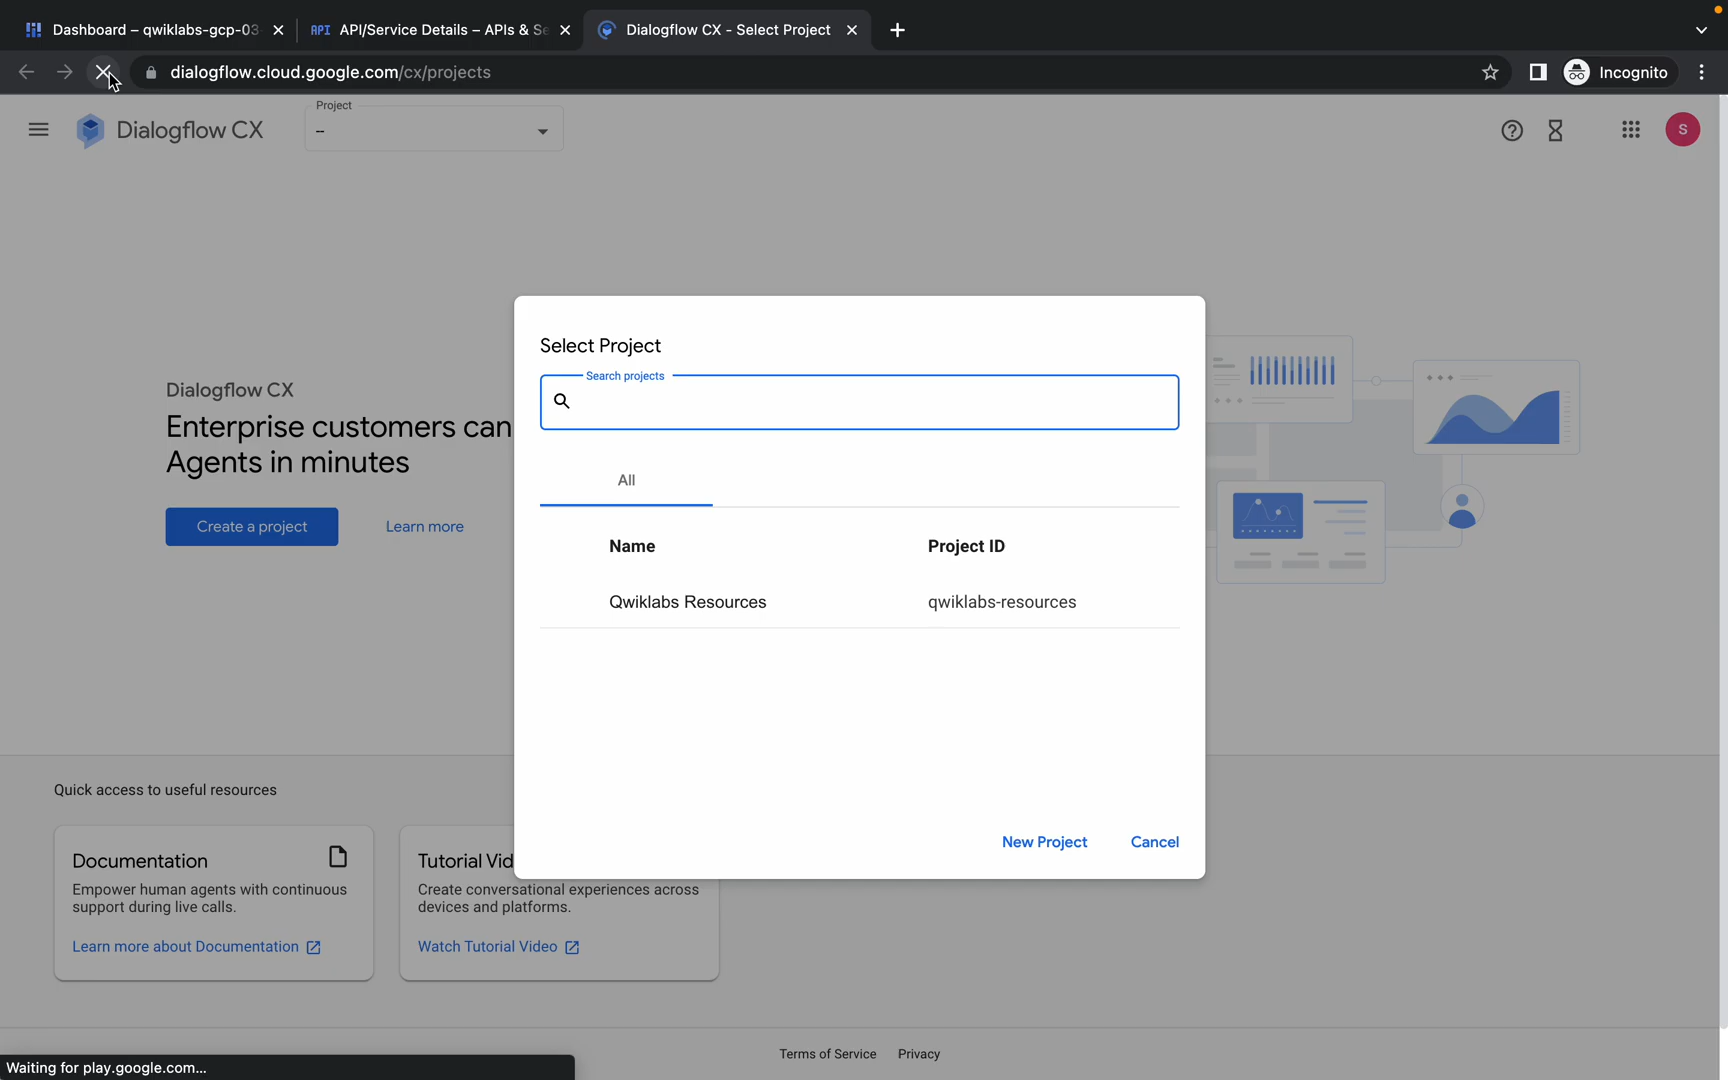 Dashboard – qwiklabs-gcp-03
API API/Service Details – APIs & Se
Dialogflow CX - Select Project
dialogflow.cloud.google.com/cx/projects
Incognito
Dialogflow CX
Project
–
S
Dialogflow CX
Enterprise customers can
Agents in minutes
Create a project
Learn more
Select Project
Search projects
All
Name
Project ID
Qwiklabs Resources
qwiklabs-resources
New Project
Cancel
Quick access to useful resources
Documentation
Empower human agents with continuous
support during live calls.
Learn more about Documentation
Tutorial Vid
Create conversational experiences across
devices and platforms.
Watch Tutorial Video
Terms of Service
Privacy
Waiting for play.google.com...